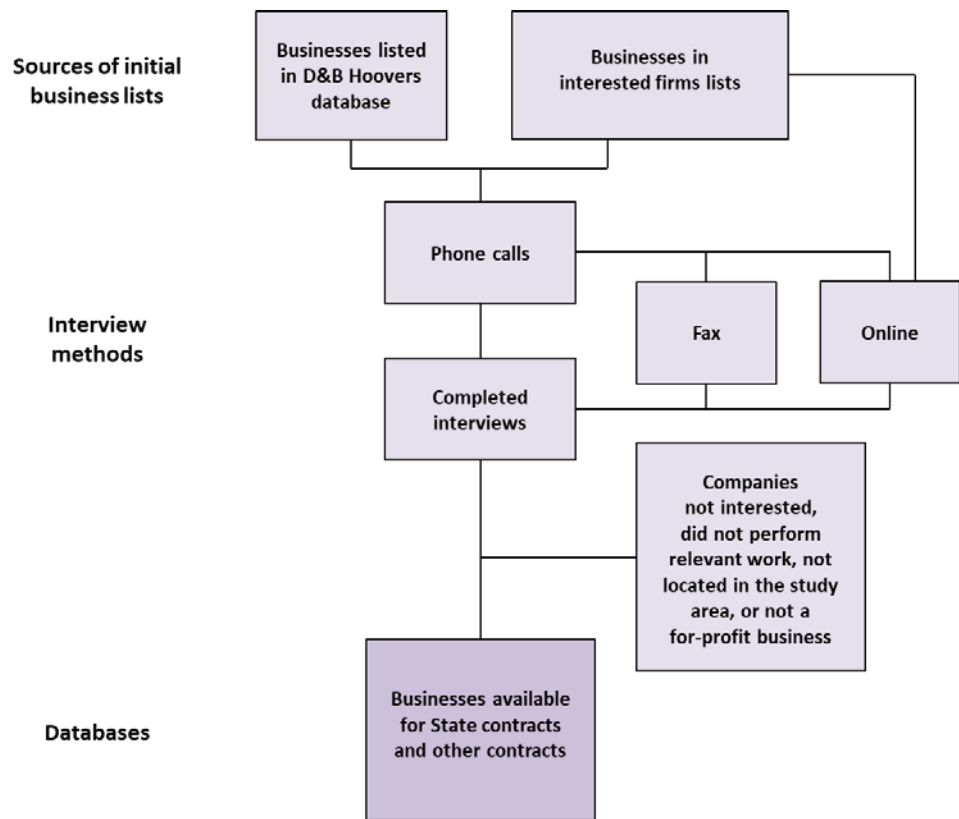 Sources of initial
business lists
Businesses listed
in D&B Hoovers
database
Businesses in
interested firms lists
Interview
methods
Phone calls
Fax
Online
Completed
interviews
Companies
not interested,
did not perform
relevant work, not
located in the study
area, or not a
for-profit business
Databases
Businesses available
for State contracts
and other contracts